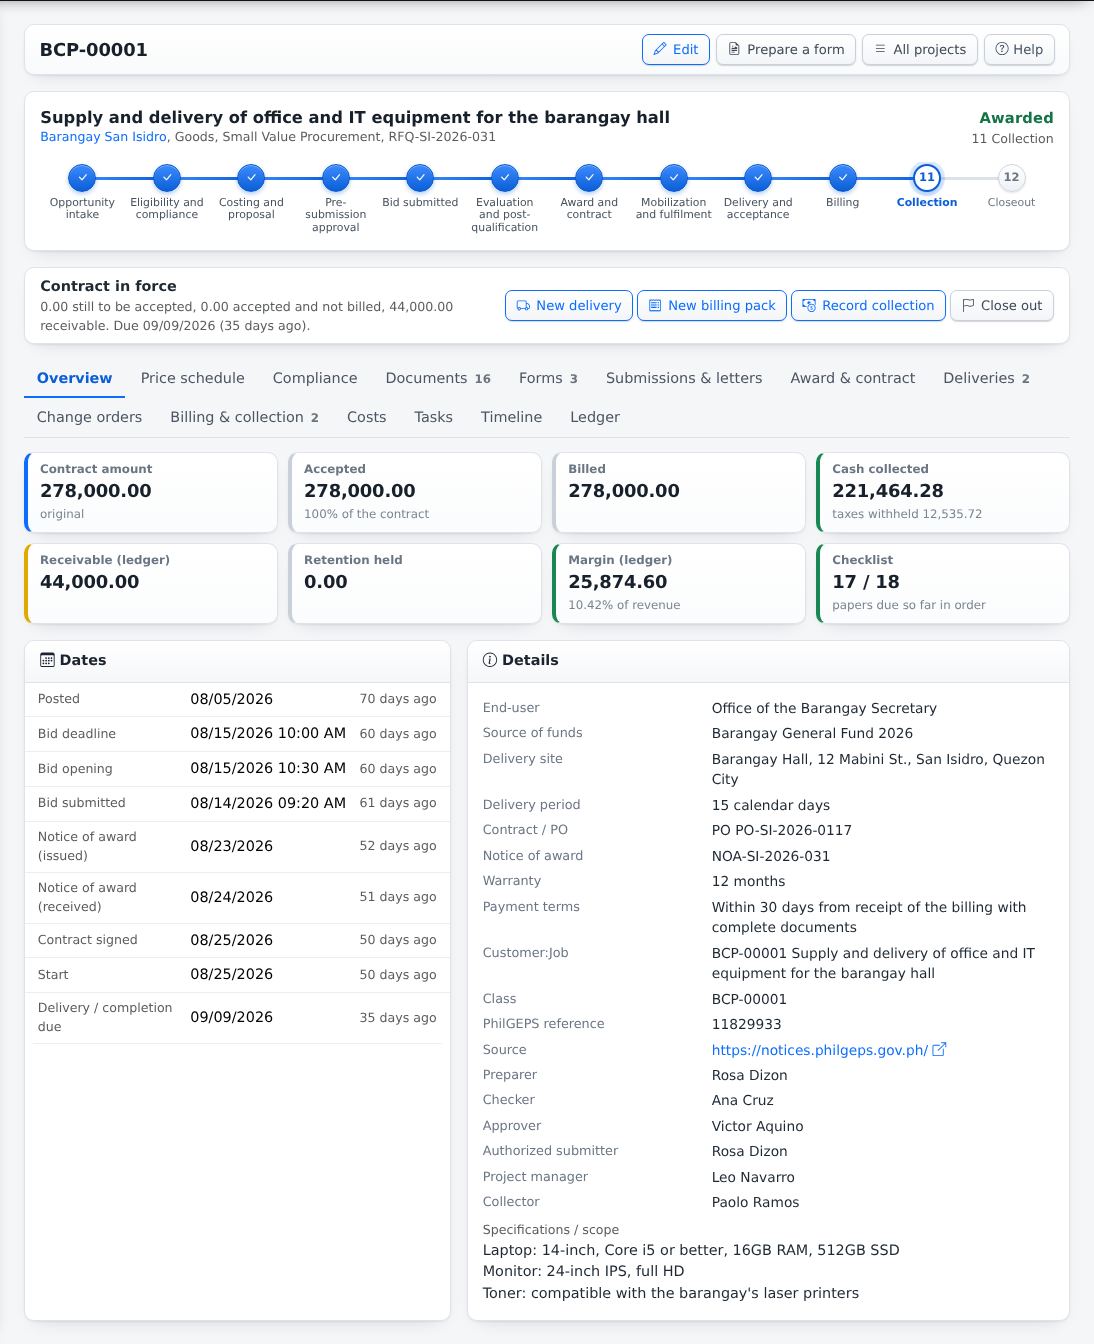 BCP-00001
Edit
Prepare a form
All projects
Help
Supply and delivery of office and IT equipment for the barangay hall
Awarded
Barangay San Isidro, Goods, Small Value Procurement, RFQ-SI-2026-031
11 Collection
11
12
Opportunity intake
Eligibility and compliance
Costing and proposal
Pre-submission approval
Bid submitted
Evaluation and post-qualification
Award and contract
Mobilization and fulfilment
Delivery and acceptance
Billing
Collection
Closeout
Contract in force
0.00 still to be accepted, 0.00 accepted and not billed, 44,000.00
receivable. Due 09/09/2026 (35 days ago).
New delivery
New billing pack
Record collection
Close out
Overview
Price schedule
Compliance
Documents 16
Forms 3
Submissions & letters
Award & contract
Deliveries 2
Change orders
Billing & collection 2
Costs
Tasks
Timeline
Ledger
Contract amount
278,000.00
original
Accepted
278,000.00
100% of the contract
Billed
278,000.00
Cash collected
221,464.28
taxes withheld 12,535.72
Receivable (ledger)
44,000.00
Retention held
0.00
Margin (ledger)
25,874.60
10.42% of revenue
Checklist
17 / 18
papers due so far in order
Dates
Posted 08/05/2026 70 days ago
Bid deadline 08/15/2026 10:00 AM 60 days ago
Bid opening 08/15/2026 10:30 AM 60 days ago
Bid submitted 08/14/2026 09:20 AM 61 days ago
Notice of award (issued) 08/23/2026 52 days ago
Notice of award (received) 08/24/2026 51 days ago
Contract signed 08/25/2026 50 days ago
Start 08/25/2026 50 days ago
Delivery / completion due 09/09/2026 35 days ago
Details
End-user Office of the Barangay Secretary
Source of funds Barangay General Fund 2026
Delivery site Barangay Hall, 12 Mabini St., San Isidro, Quezon
City
Delivery period 15 calendar days
Contract / PO PO PO-SI-2026-0117
Notice of award NOA-SI-2026-031
Warranty 12 months
Payment terms Within 30 days from receipt of the billing with
complete documents
Customer:Job BCP-00001 Supply and delivery of office and IT
equipment for the barangay hall
Class BCP-00001
PhilGEPS reference 11829933
Source https://notices.philgeps.gov.ph/
Preparer Rosa Dizon
Checker Ana Cruz
Approver Victor Aquino
Authorized submitter Rosa Dizon
Project manager Leo Navarro
Collector Paolo Ramos
Specifications / scope
Laptop: 14-inch, Core i5 or better, 16GB RAM, 512GB SSD
Monitor: 24-inch IPS, full HD
Toner: compatible with the barangay's laser printers